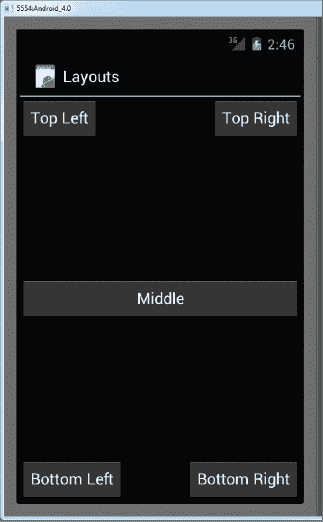 5554:Android_4.0
3G 2:46
Layouts
Top Left Top Right
Middle
Bottom Left Bottom Right